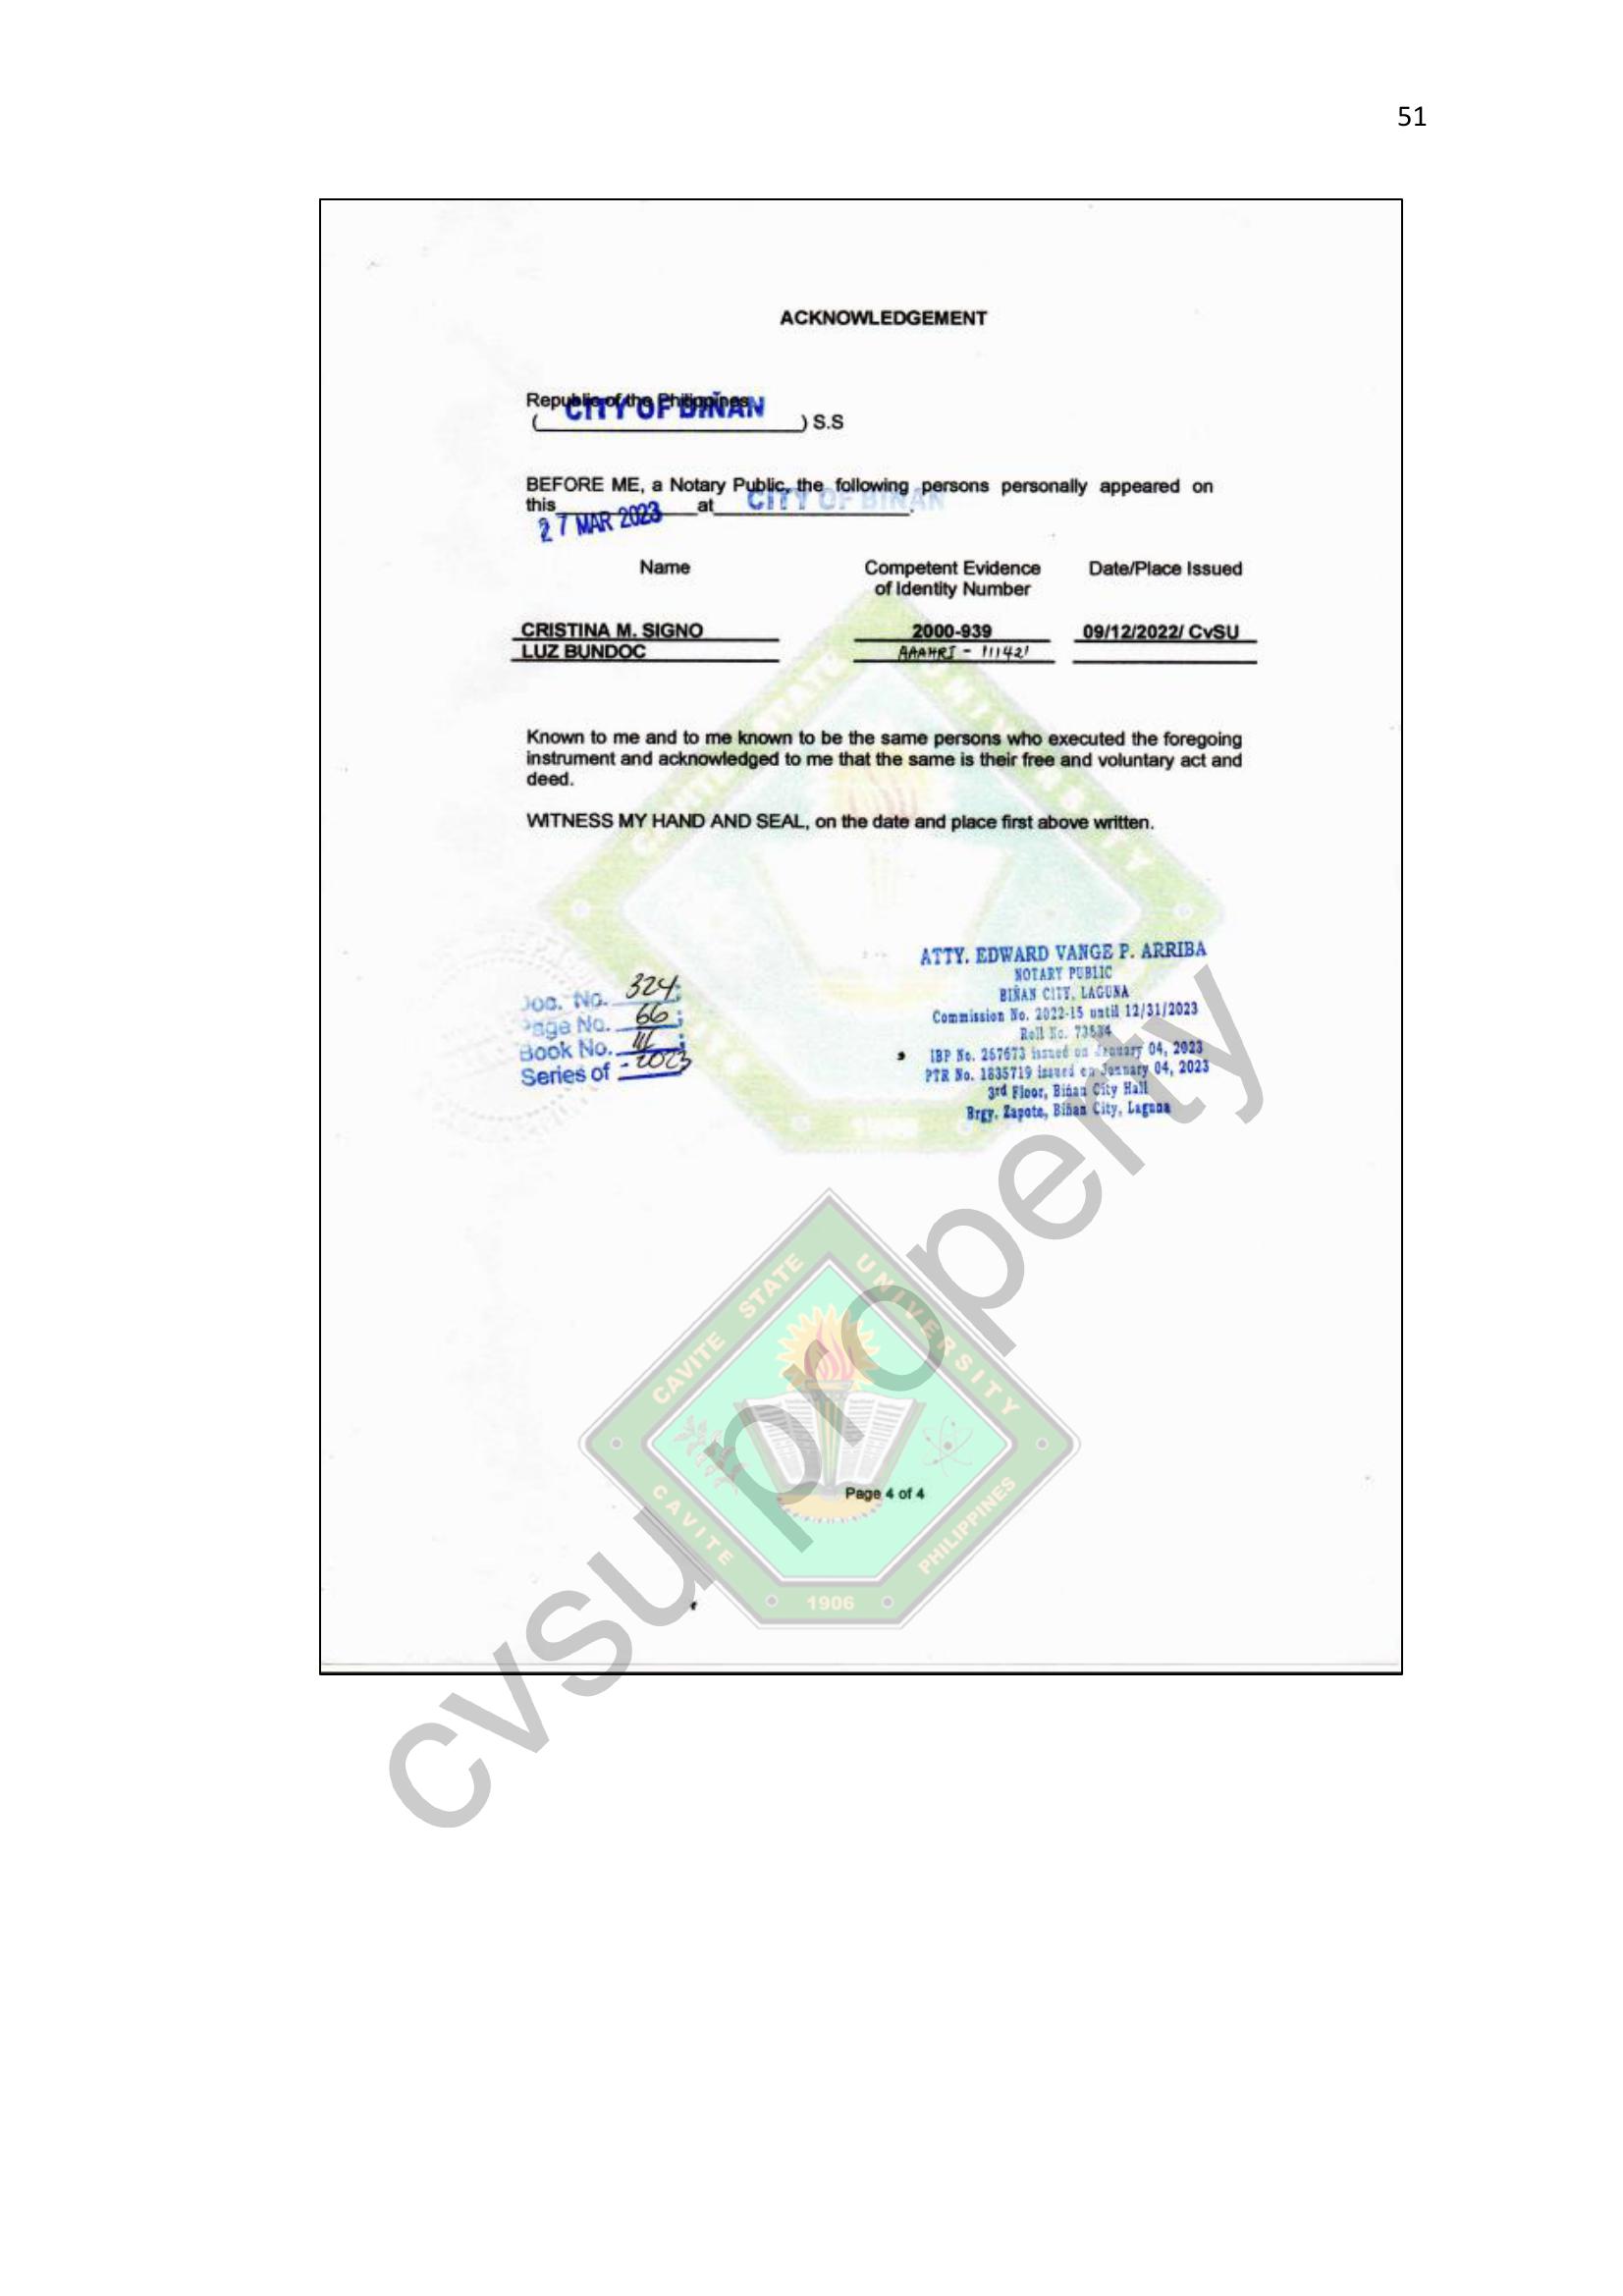 51
ACKNOWLEDGEMENT
Republic of the Philippines
CITY OF BIÑAN
(                    ) S.S
BEFORE ME, a Notary Public, the following persons personally appeared on
this 27 MAR 2023 at CITY OF BIÑAN.
Name Competent Evidence Date/Place Issued
of Identity Number
CRISTINA M. SIGNO 2000-939 09/12/2022/ CvSU
LUZ BUNDOC AAAHRI - 111421
Known to me and to me known to be the same persons who executed the foregoing
instrument and acknowledged to me that the same is their free and voluntary act and
deed.
WITNESS MY HAND AND SEAL, on the date and place first above written.
ATTY. EDWARD VANGE P. ARRIBA
NOTARY PUBLIC
BIÑAN CITY, LAGUNA
Commission No. 2022-15 until 12/31/2023
Roll No.
IBP No. 267673 issued on January 04, 2023
PTR No. 1835719 issued on January 04, 2023
3rd Floor, Biñan City Hall
Brgy. Zapote, Biñan City, Laguna
Doc. No. 324;
Page No. 66;
Book No. III;
Series of - 2023
CAVITE STATE UNIVERSITY
CAVITE PHILIPPINES
1906
Page 4 of 4
cvsu property